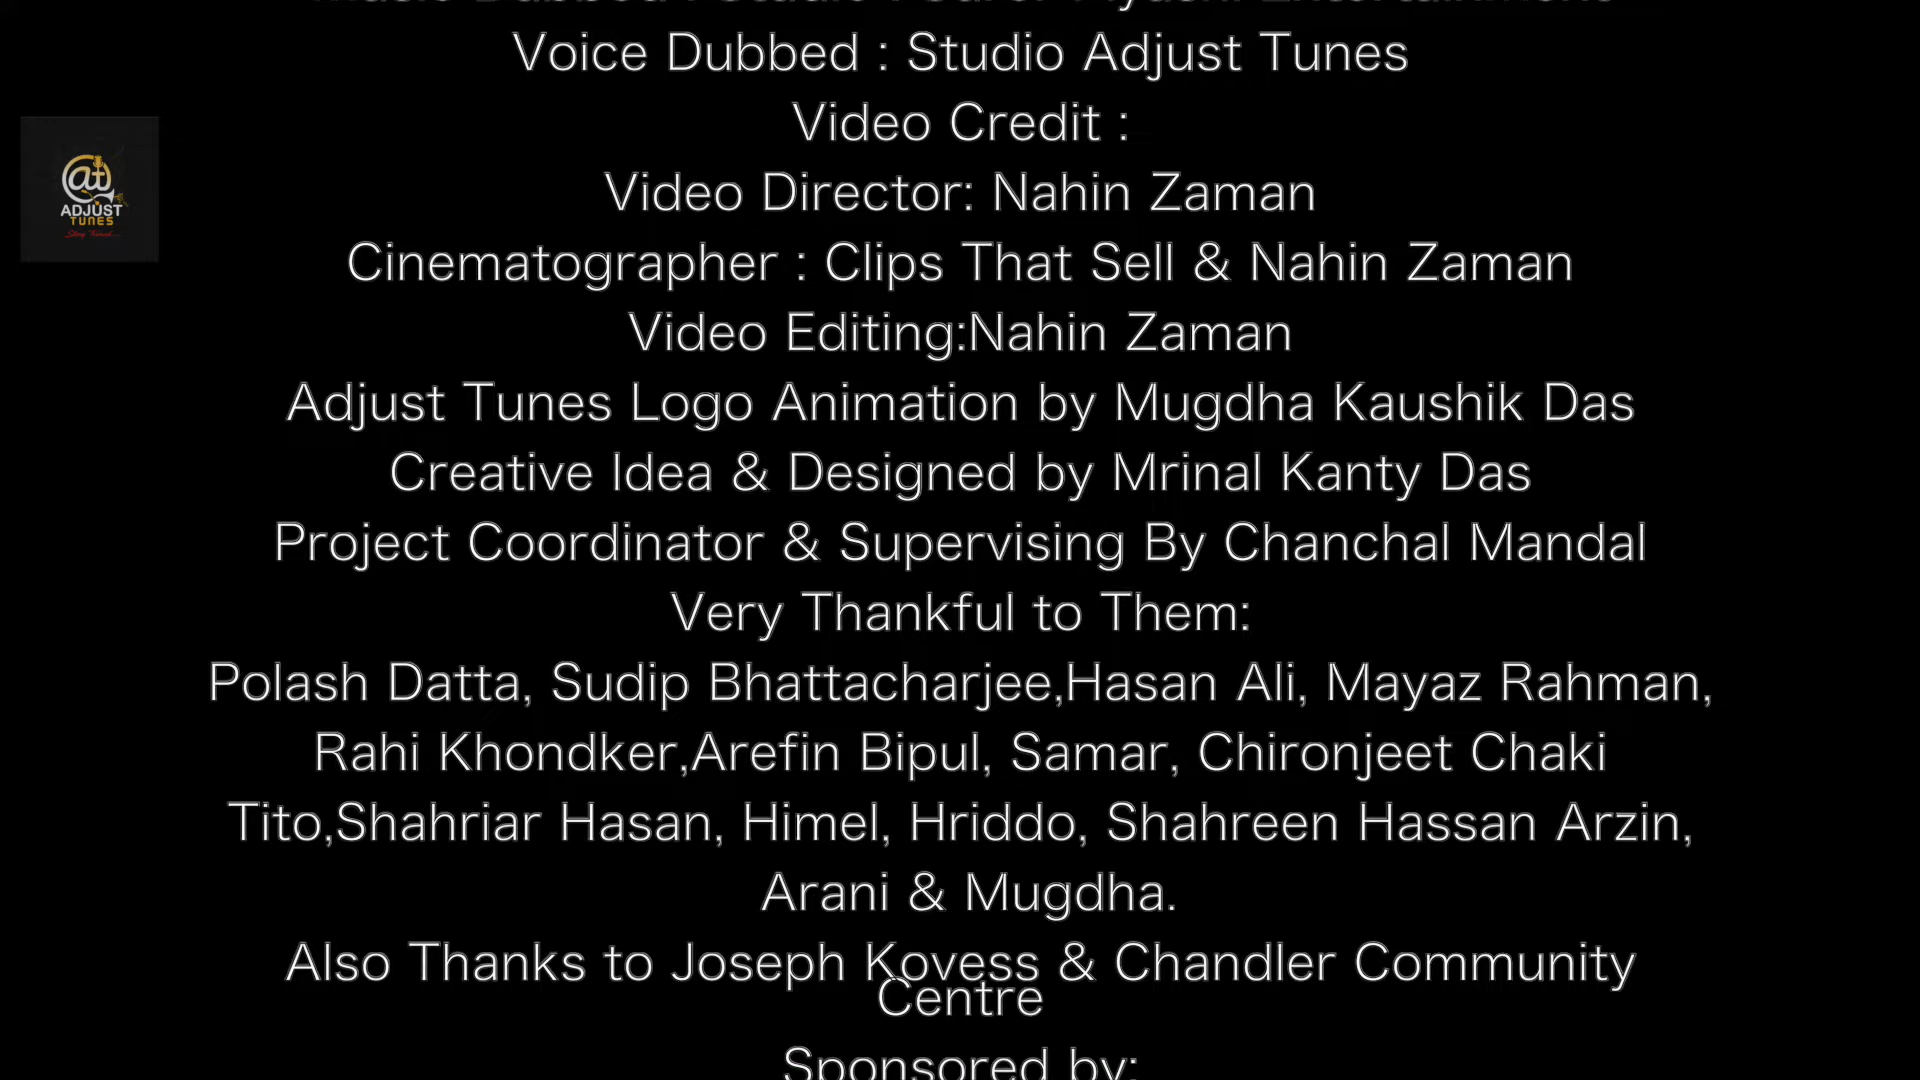 Voice Dubbed : Studio Adjust Tunes
Video Credit :
at
ADJUST
TUNES
Video Director: Nahin Zaman
Cinematographer : Clips That Sell & Nahin Zaman
Video Editing:Nahin Zaman
Adjust Tunes Logo Animation by Mugdha Kaushik Das
Creative Idea & Designed by Mrinal Kanty Das
Project Coordinator & Supervising By Chanchal Mandal
Very Thankful to Them:
Polash Datta, Sudip Bhattacharjee,Hasan Ali, Mayaz Rahman,
Rahi Khondker,Arefin Bipul, Samar, Chironjeet Chaki
Tito,Shahriar Hasan, Himel, Hriddo, Shahreen Hassan Arzin,
Arani & Mugdha.
Also Thanks to Joseph Kovess & Chandler Community
Centre
Sponsored by: